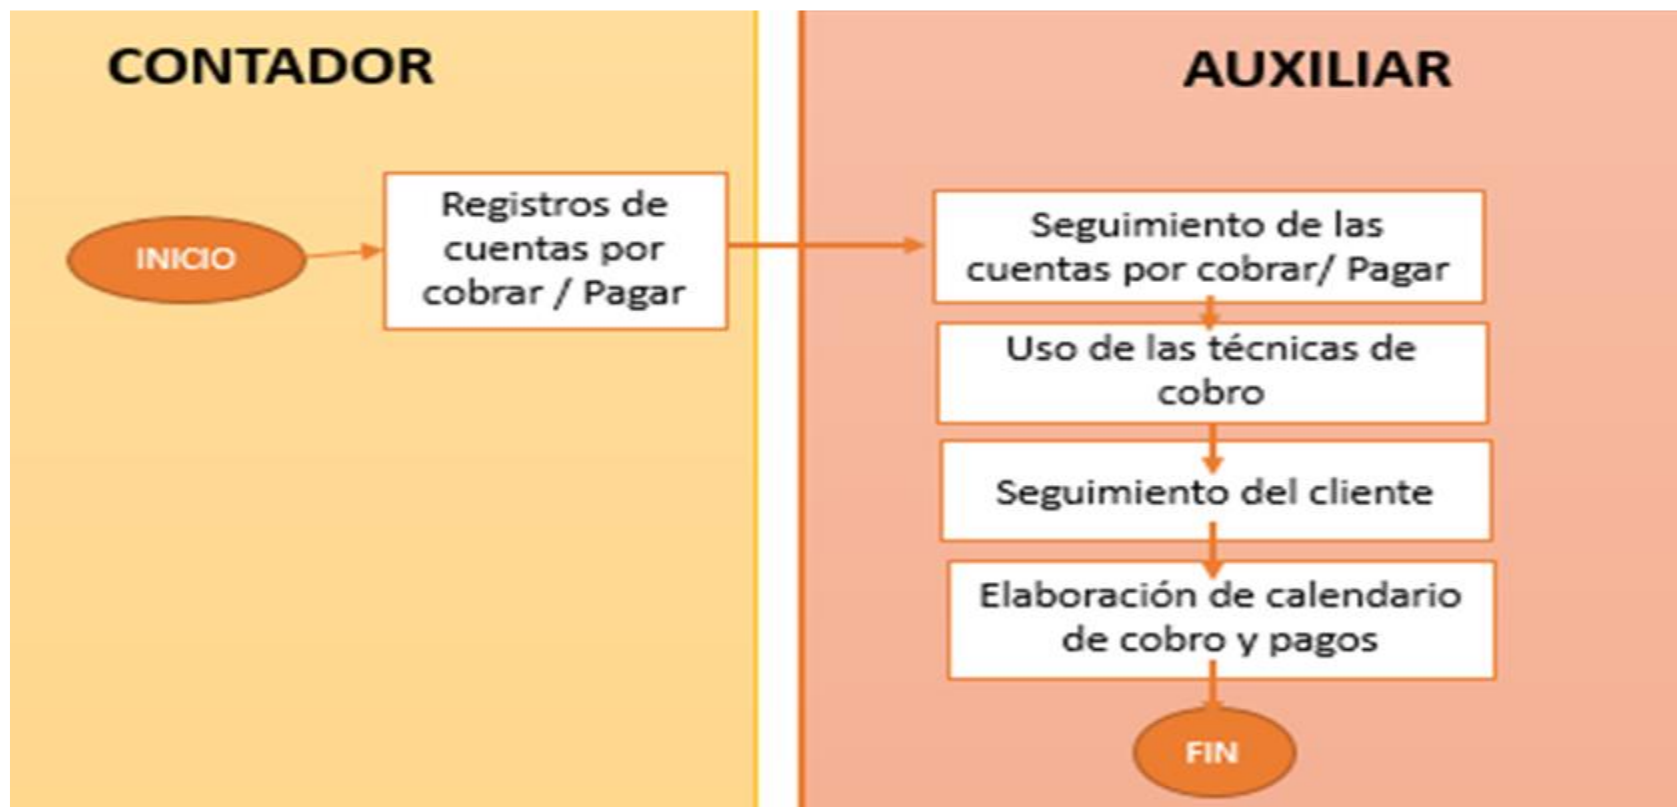 CONTADOR
AUXILIAR
INICIO
Registros de
cuentas por
cobrar / Pagar
Seguimiento de las
cuentas por cobrar/ Pagar
Uso de las técnicas de
cobro
Seguimiento del cliente
Elaboración de calendario
de cobro y pagos
FIN